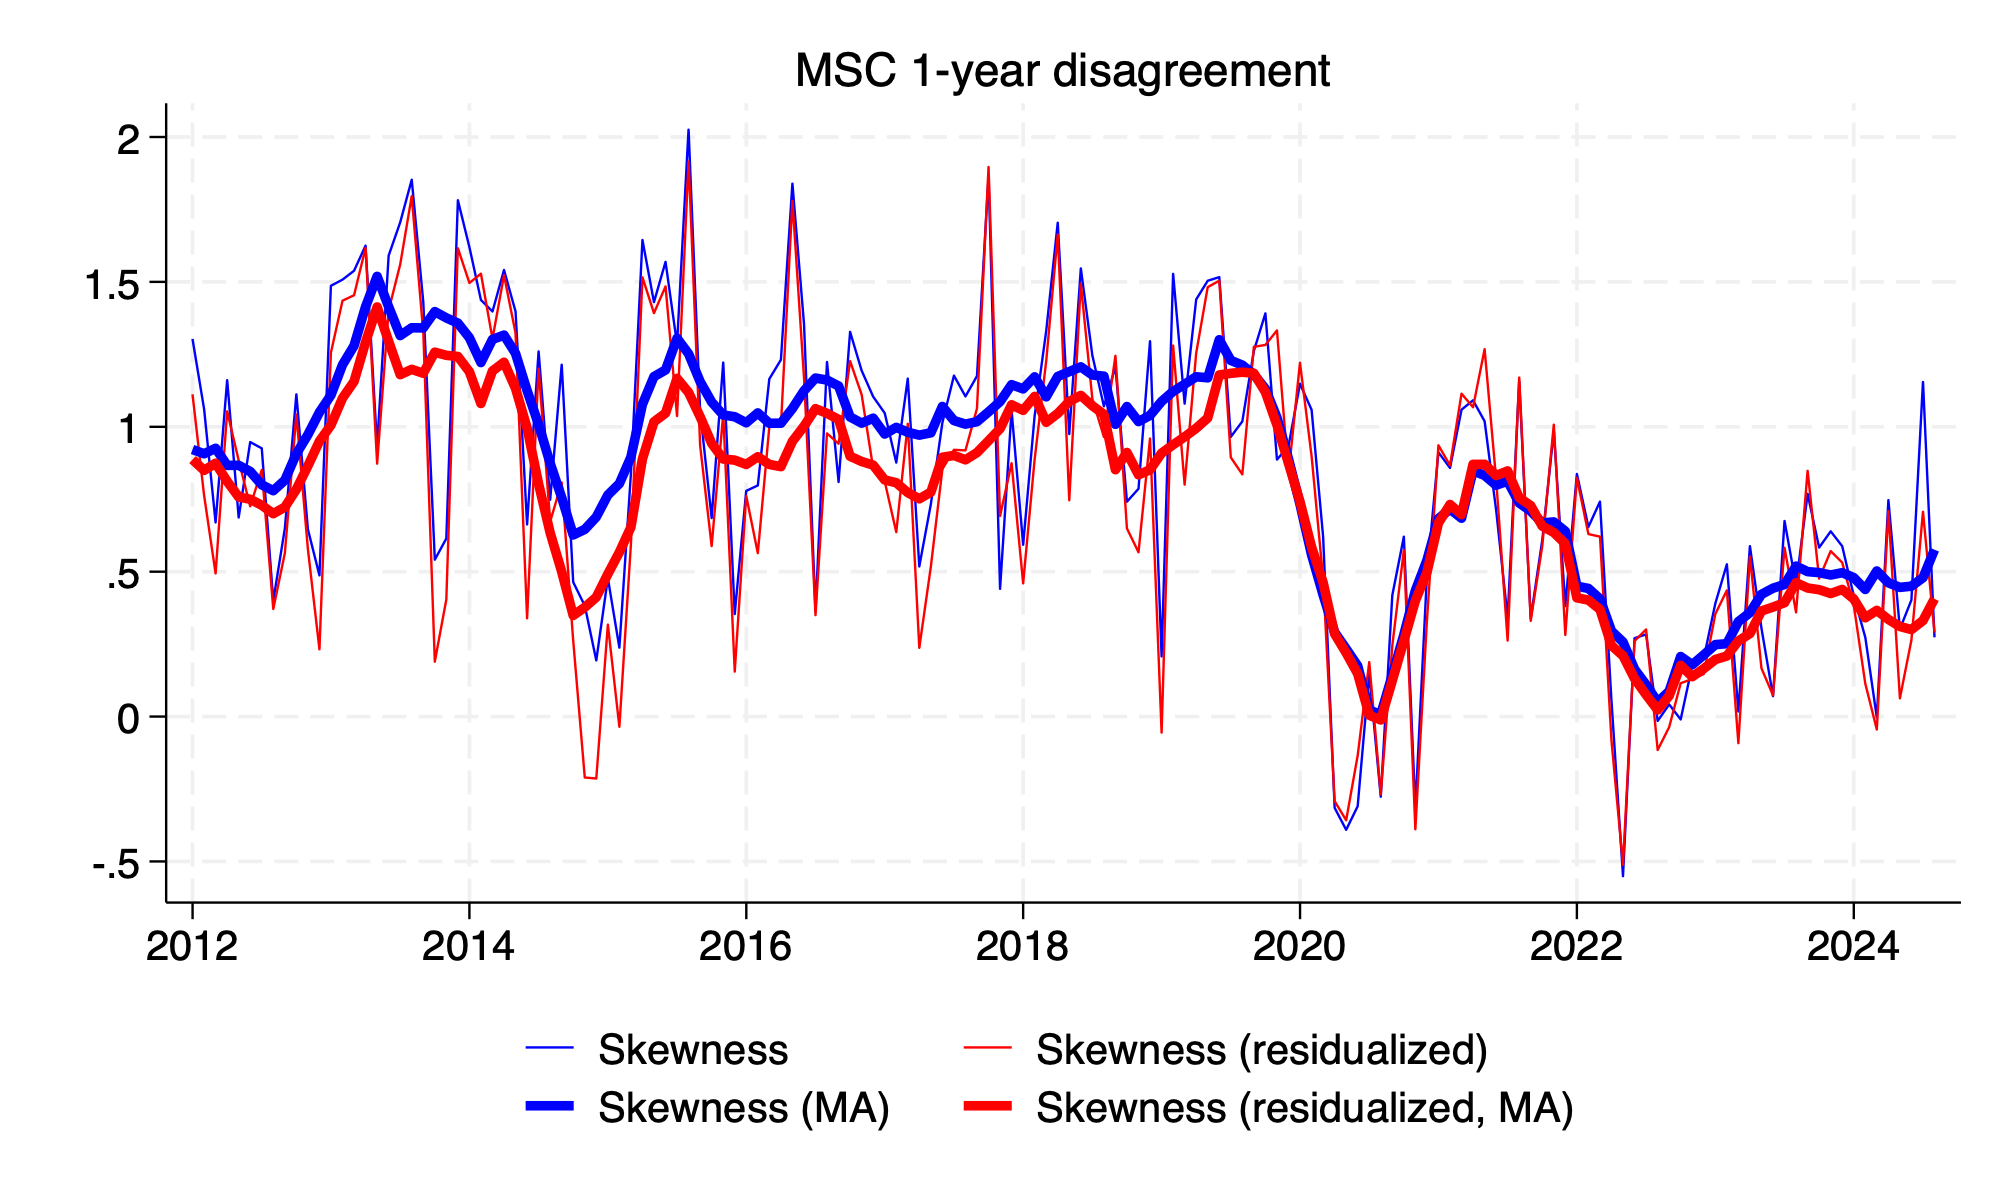 MSC 1-year disagreement
2
1.5
1
.5
0
-.5
2012 2014 2016 2018 2020 2022 2024
Skewness Skewness (residualized)
Skewness (MA) Skewness (residualized, MA)